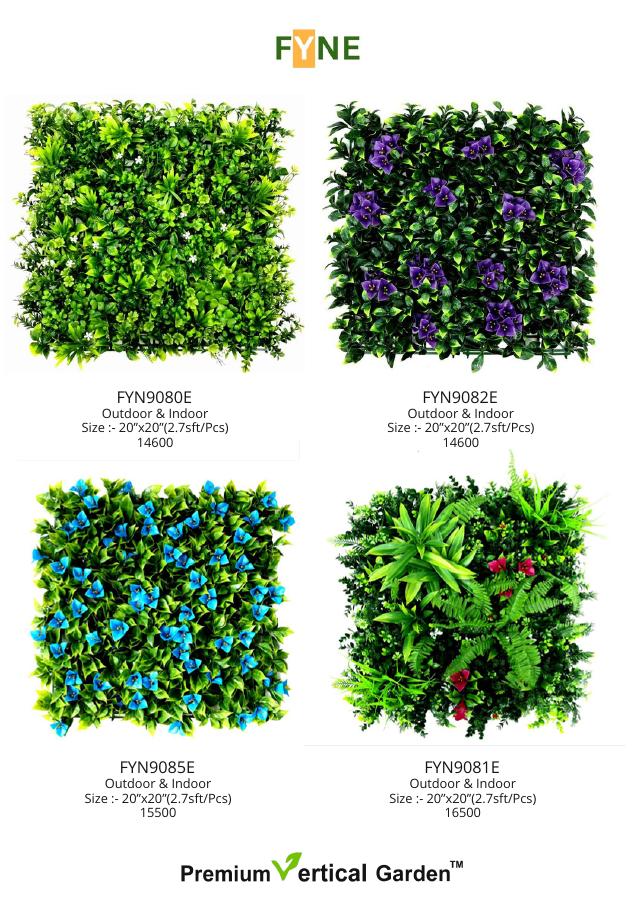 FYNE
FYN9080E
Outdoor & Indoor
Size :- 20”x20”(2.7sft/Pcs)
14600
FYN9082E
Outdoor & Indoor
Size :- 20”x20”(2.7sft/Pcs)
14600
FYN9085E
Outdoor & Indoor
Size :- 20”x20”(2.7sft/Pcs)
15500
FYN9081E
Outdoor & Indoor
Size :- 20”x20”(2.7sft/Pcs)
16500
Premium Vertical Garden™